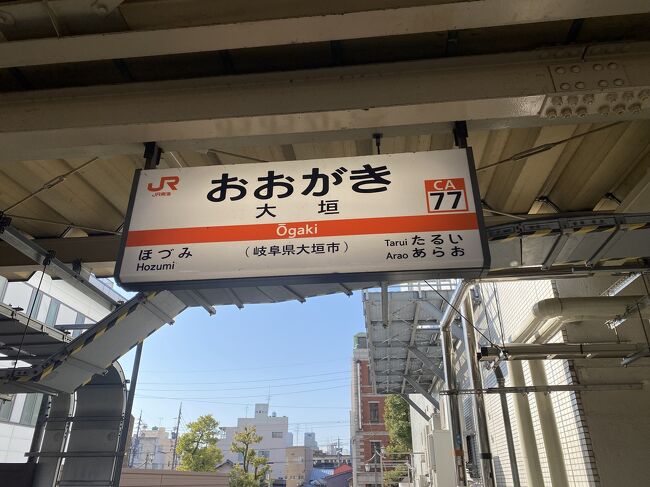 JR
JR東海
おおがき
大垣
CA
77
Ōgaki
ほづみ
Hozumi
（岐阜県大垣市）
Tarui たるい
Arao あらお